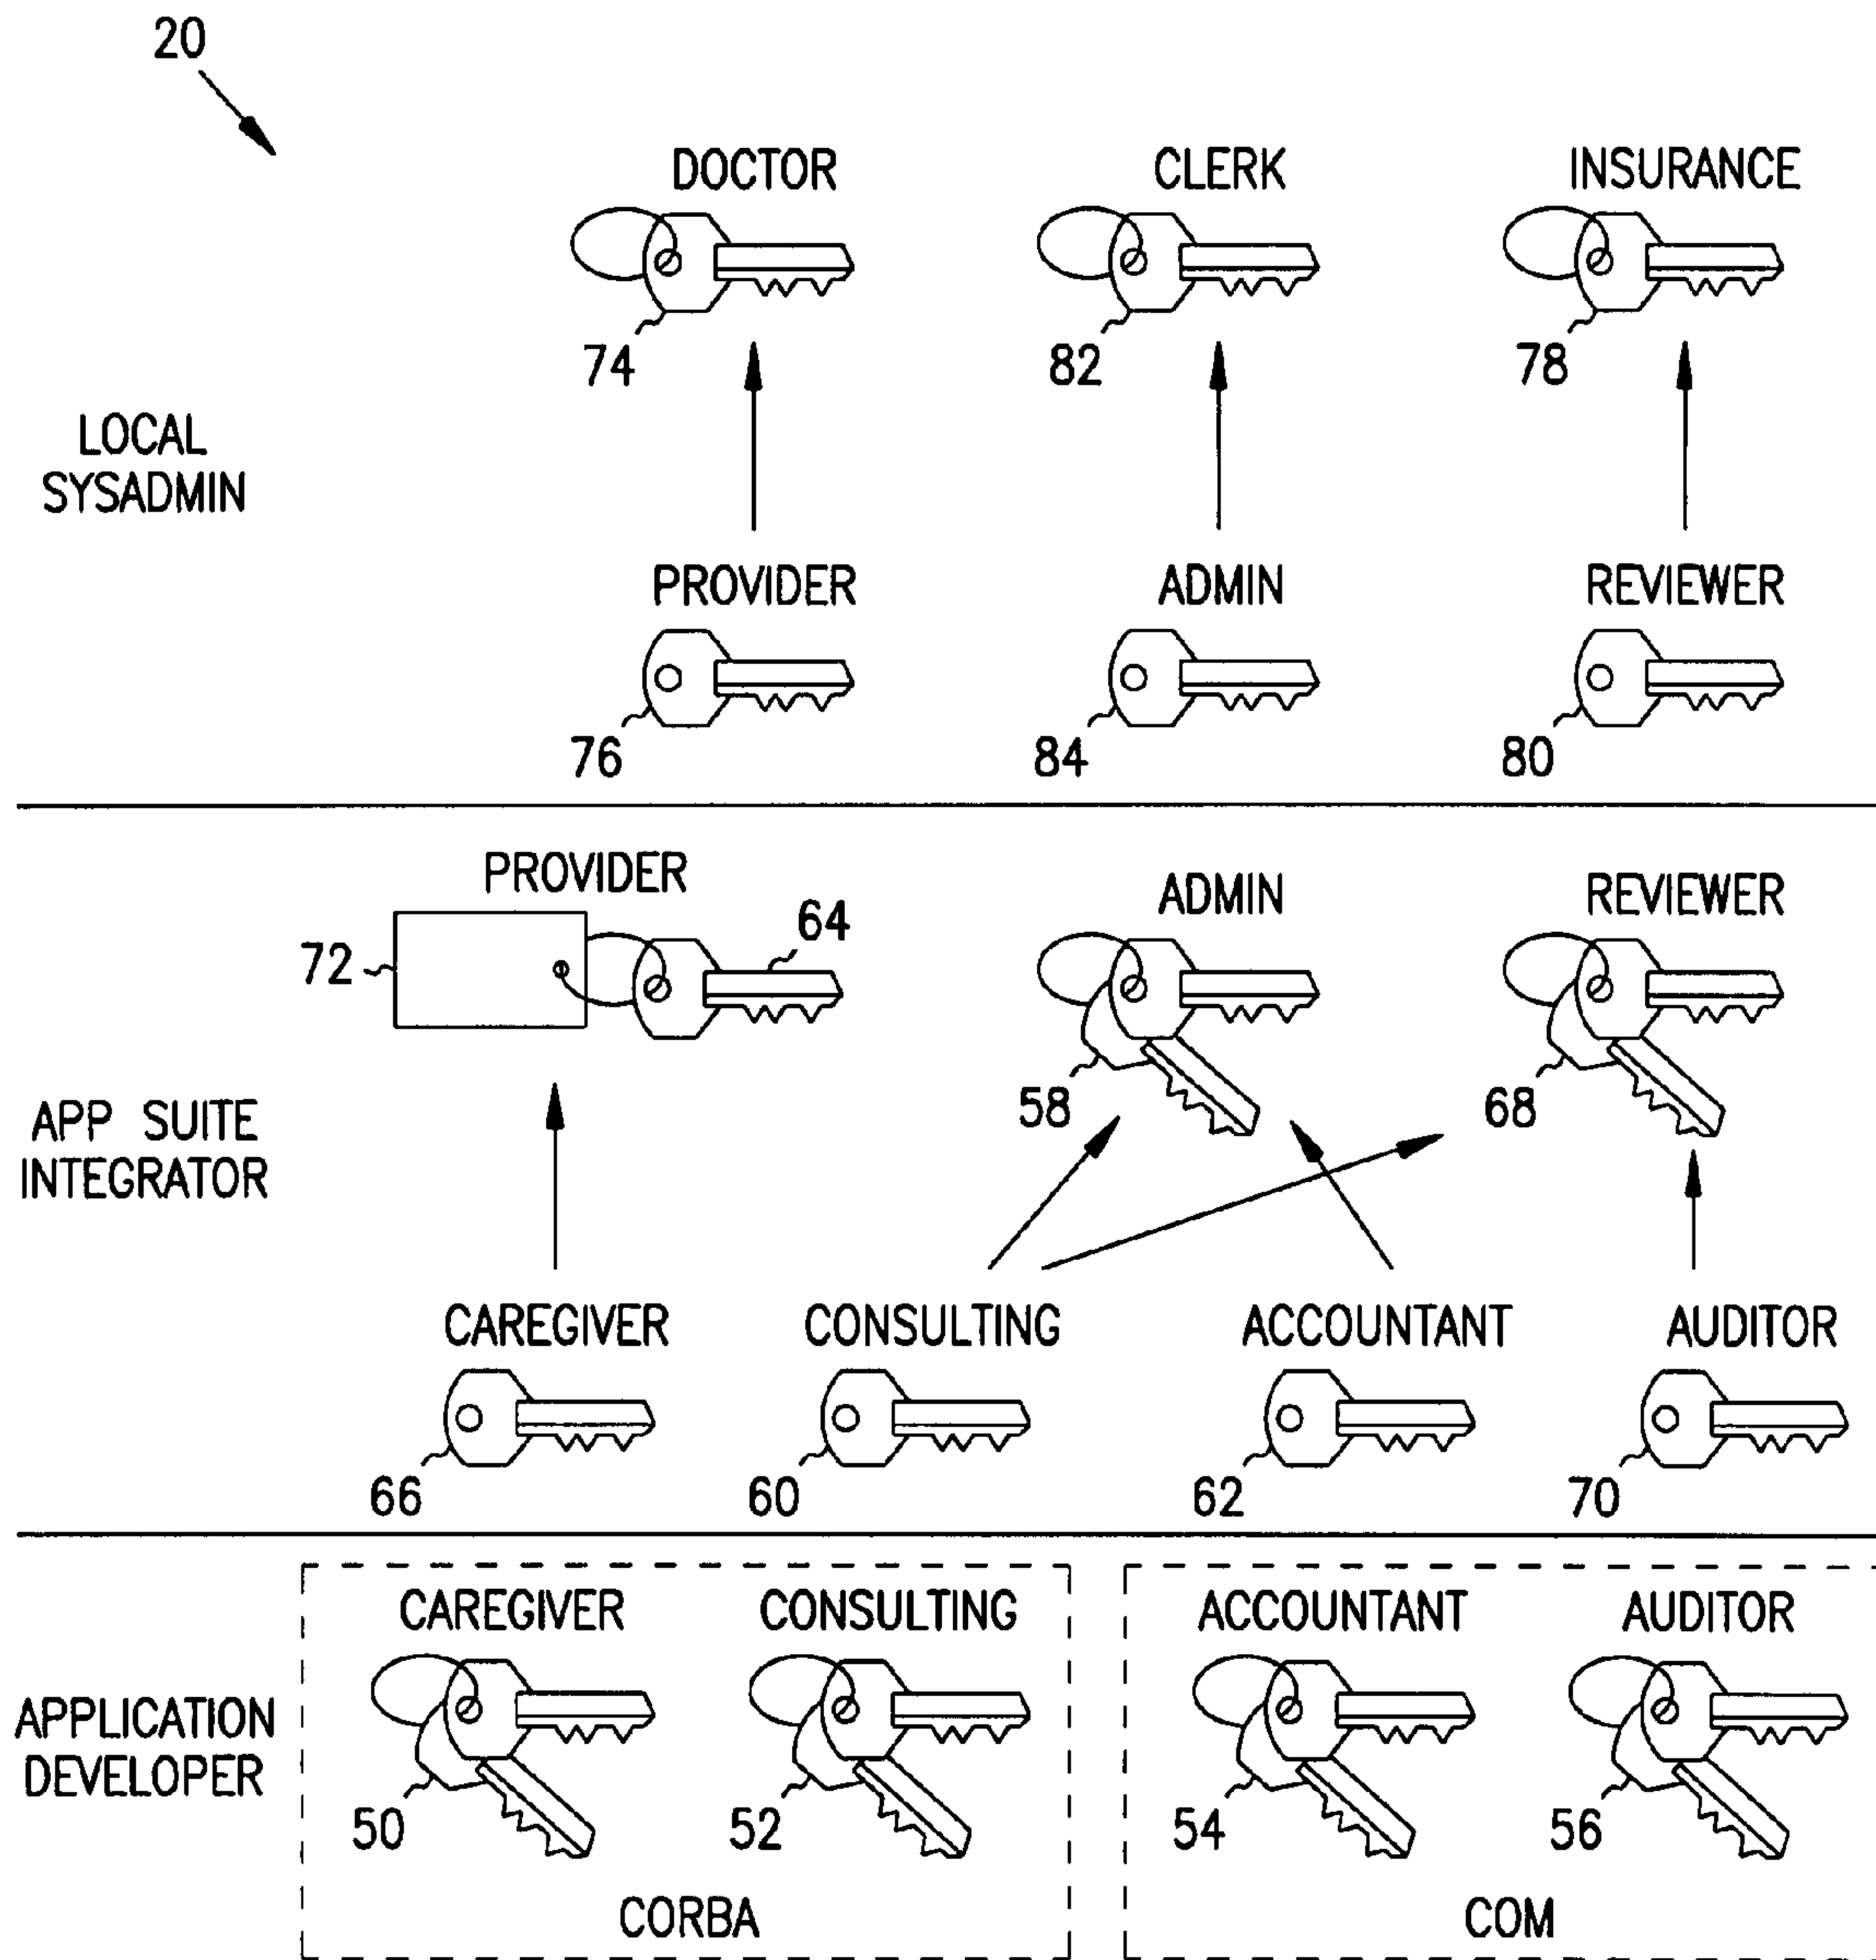 20
DOCTOR
CLERK
INSURANCE
74
82
78
LOCAL
SYSADMIN
PROVIDER
ADMIN
REVIEWER
76
84
80
PROVIDER
ADMIN
REVIEWER
72
64
58
68
APP SUITE
INTEGRATOR
CAREGIVER
CONSULTING
ACCOUNTANT
AUDITOR
66
60
62
70
CAREGIVER
CONSULTING
ACCOUNTANT
AUDITOR
APPLICATION
DEVELOPER
50
52
54
56
CORBA
COM